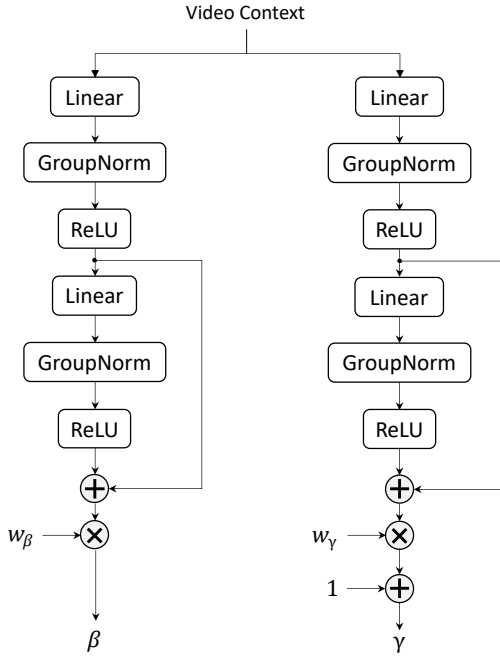 Video Context
Linear
Linear
GroupNorm
GroupNorm
ReLU
ReLU
Linear
Linear
GroupNorm
GroupNorm
ReLU
ReLU
+
+
w_β
×
w_γ
×
1
+
β
γ